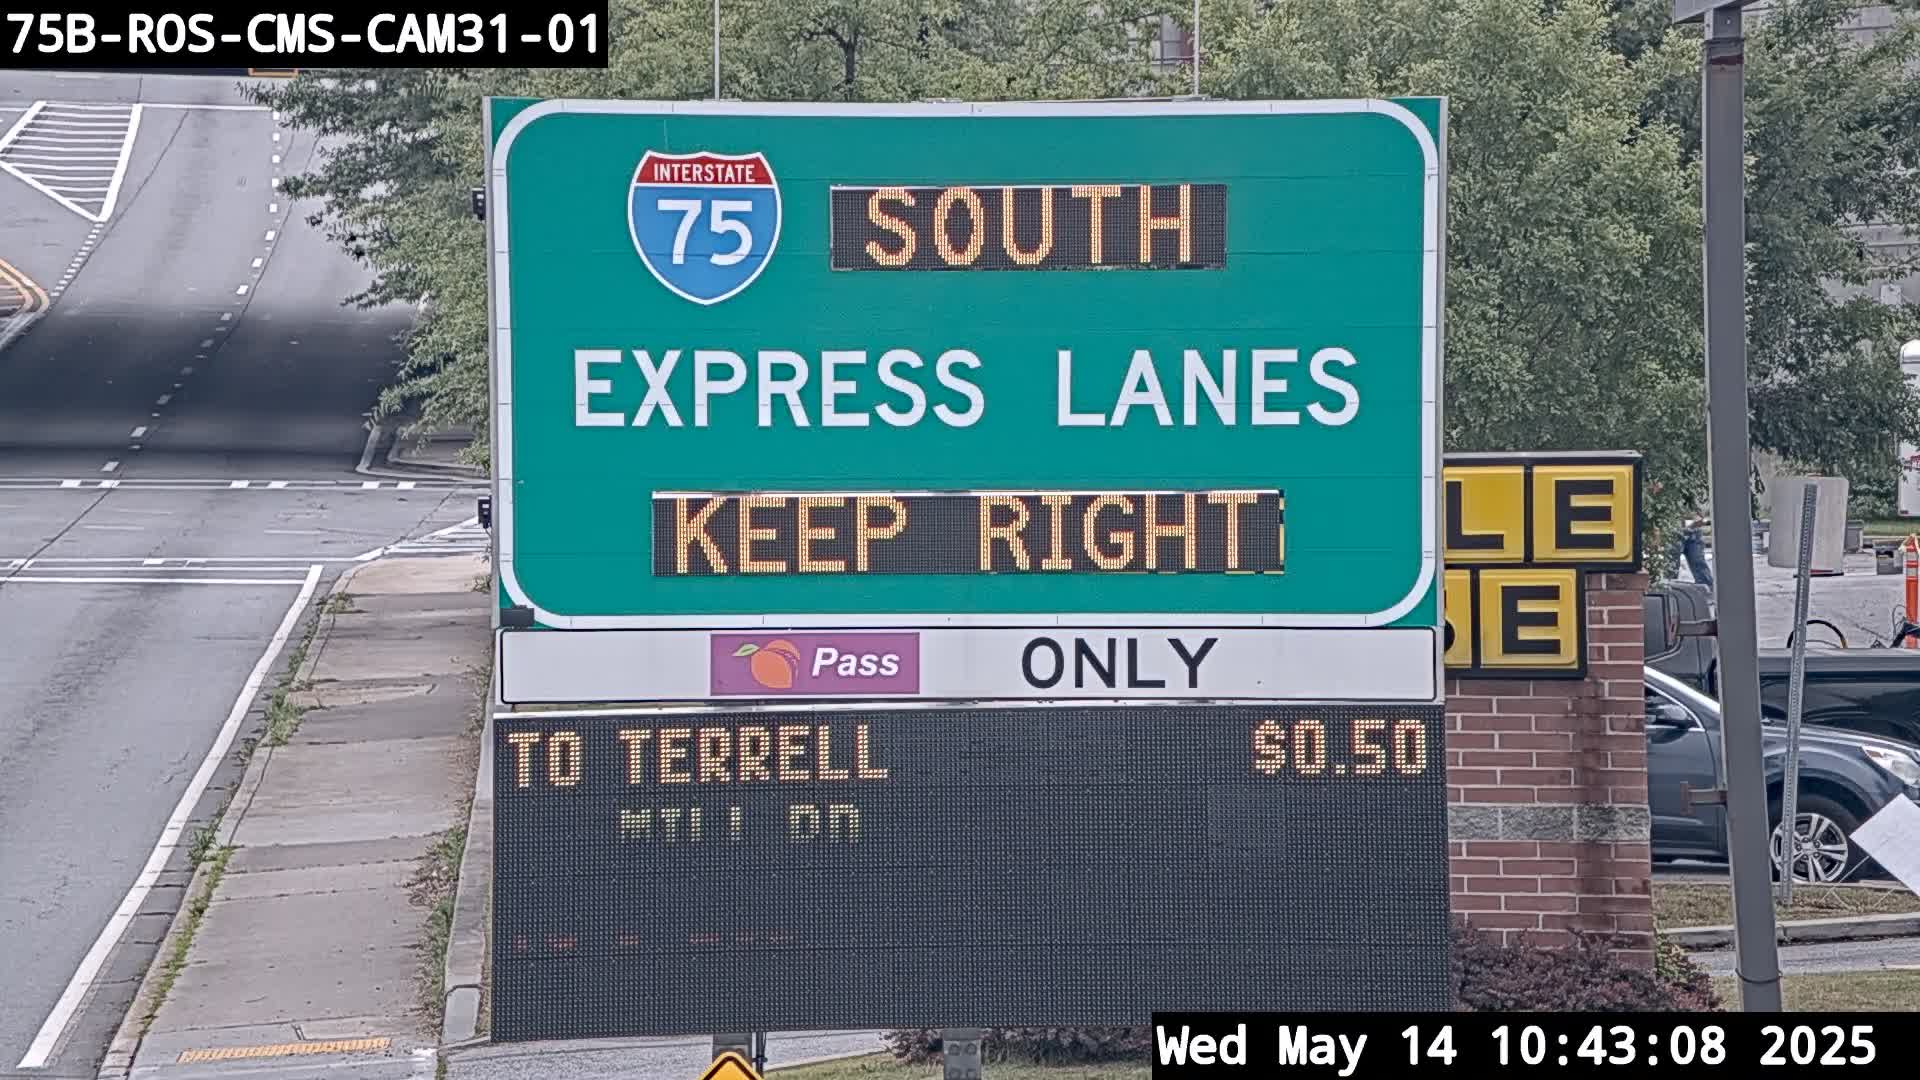 75B-ROS-CMS-CAM31-01
INTERSTATE
75
SOUTH
EXPRESS LANES
KEEP RIGHT
Pass ONLY
TO TERRELL $0.50
MILL
LE
E
Wed May 14 10:43:08 2025